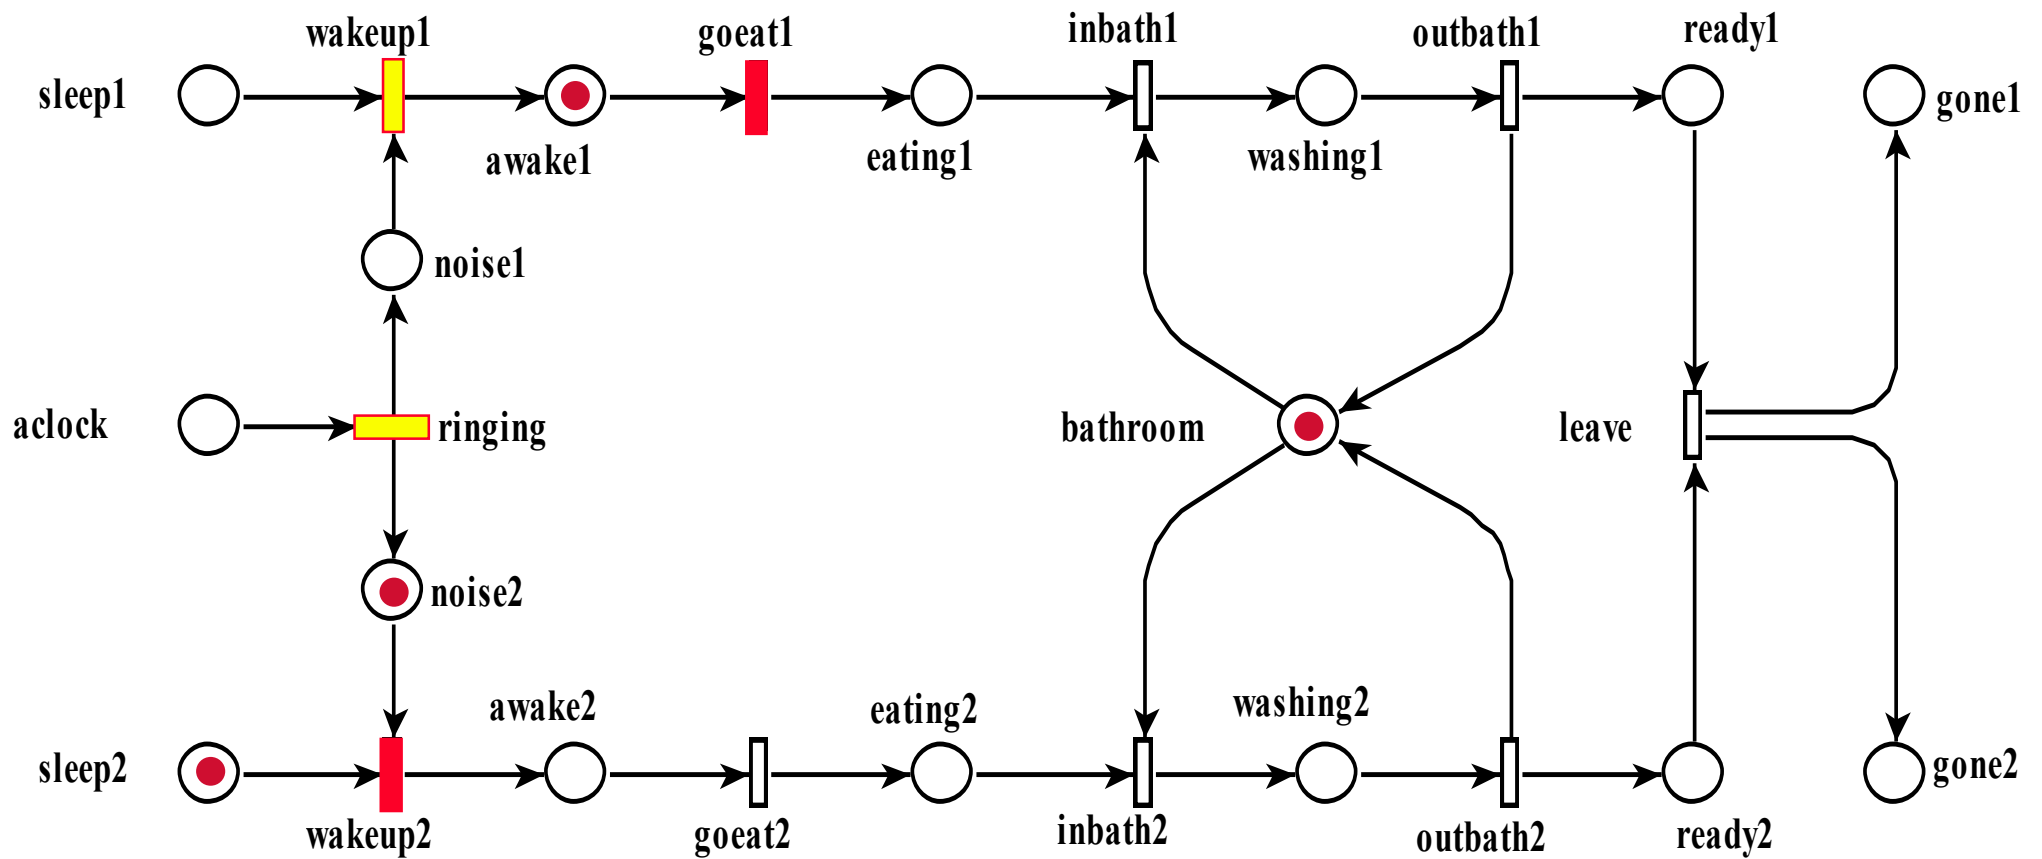 wakeup1
goeat1
inbath1
outbath1
ready1
sleep1
gone1
awake1
eating1
washing1
noise1
aclock
ringing
bathroom
leave
noise2
awake2
eating2
washing2
sleep2
gone2
wakeup2
goeat2
inbath2
outbath2
ready2